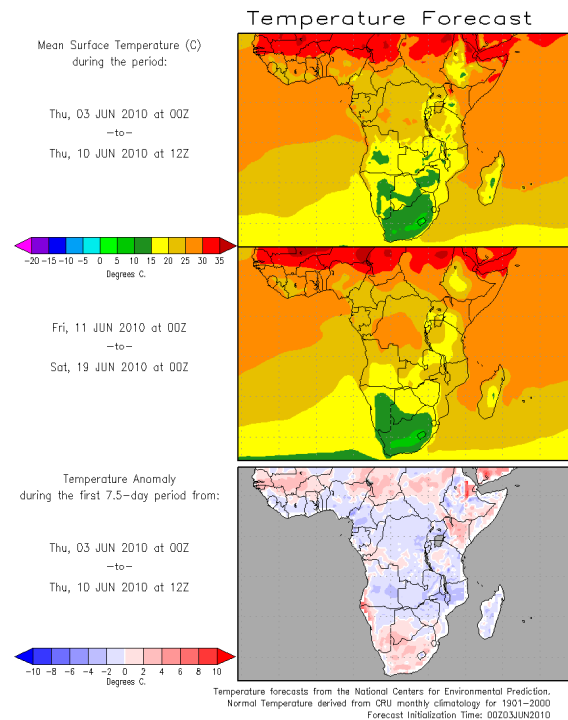 Temperature Forecast
Mean Surface Temperature (C)
during the period:
Thu, 03 JUN 2010 at 00Z
-to-
Thu, 10 JUN 2010 at 12Z
-20 -15 -10 -5 0 5 10 15 20 25 30 35
Degrees C.
Fri, 11 JUN 2010 at 00Z
-to-
Sat, 19 JUN 2010 at 00Z
Temperature Anomaly
during the first 7.5-day period from:
Thu, 03 JUN 2010 at 00Z
-to-
Thu, 10 JUN 2010 at 12Z
-10 -8 -6 -4 -2 0 2 4 6 8 10
Degrees C.
Temperature forecasts from the National Centers for Environmental Prediction.
Normal Temperature derived from CRU monthly climatology for 1901-2000
Forecast Initialization Time: 00Z03JUN2010